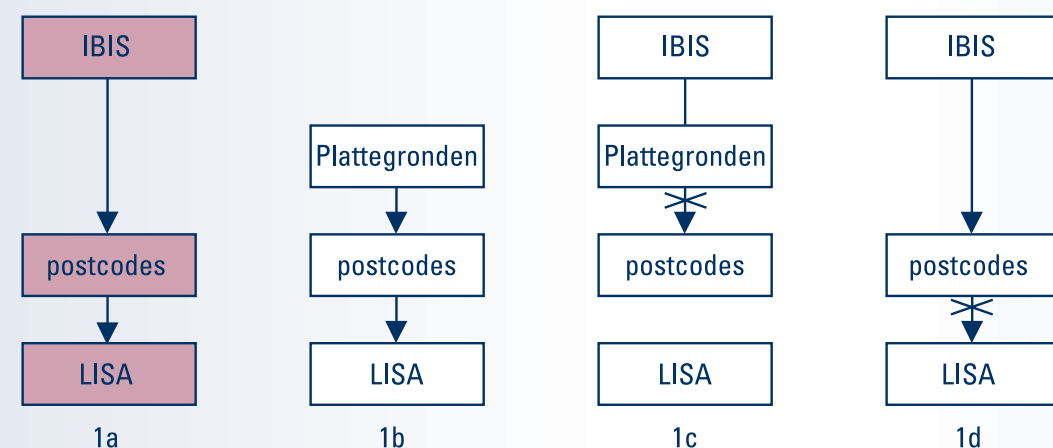 IBIS
IBIS
IBIS
Plattegronden
Plattegronden
postcodes
postcodes
postcodes
postcodes
LISA
LISA
LISA
LISA
1a
1b
1c
1d